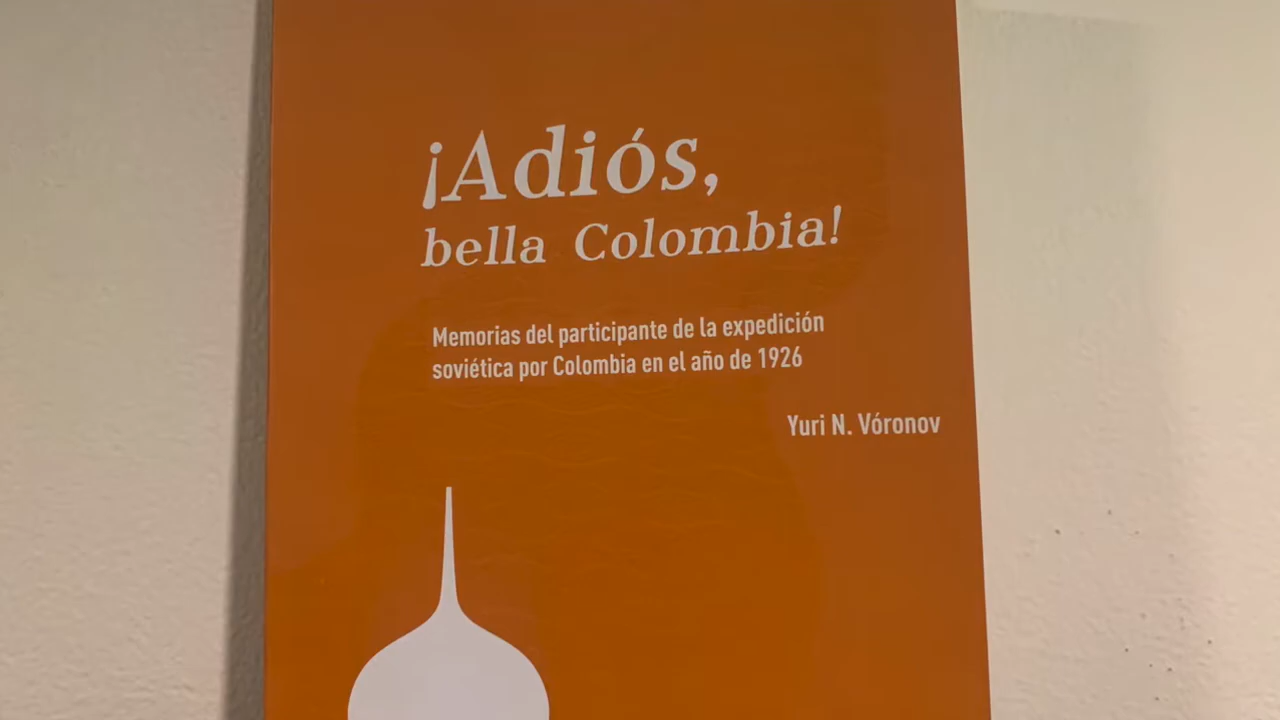 ¡Adiós,
bella Colombia!
Memorias del participante de la expedición
soviética por Colombia en el año de 1926
Yuri N. Vóronov